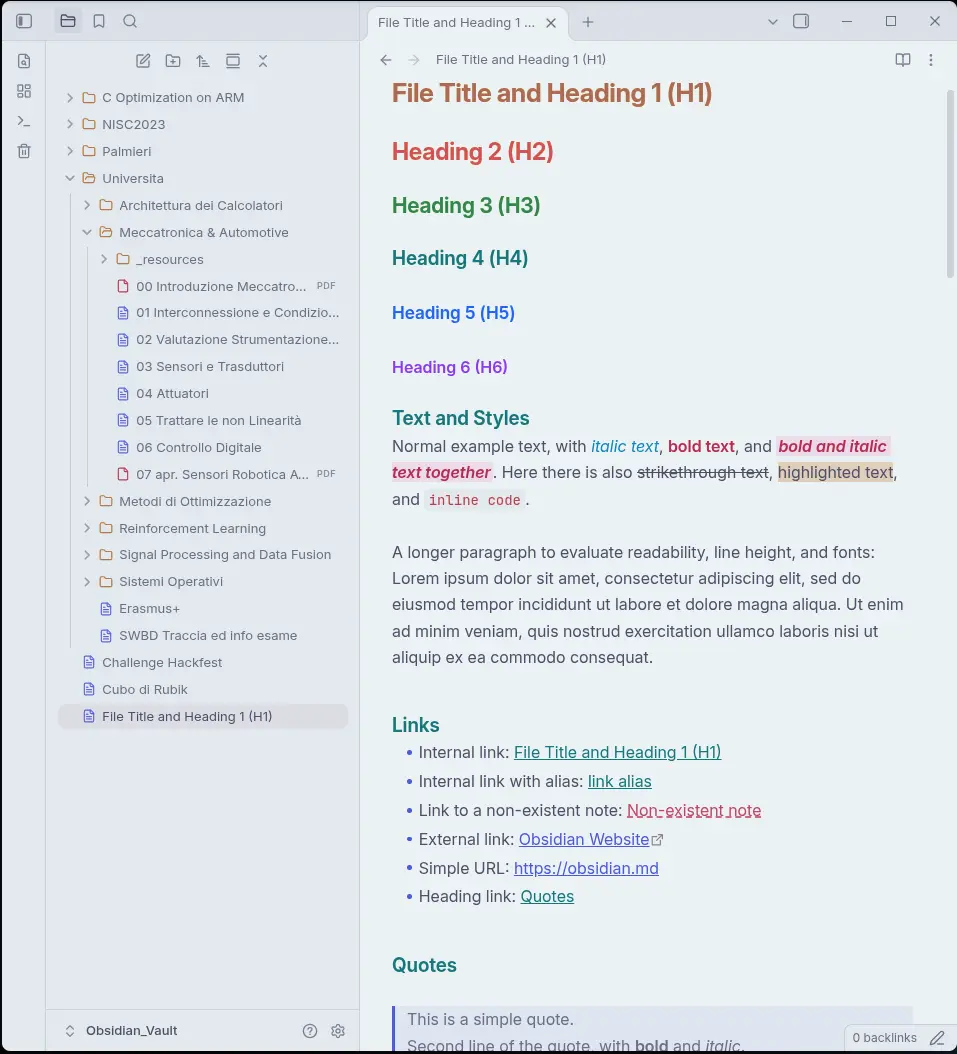 File Title and Heading 1 ...
File Title and Heading 1 (H1)
C Optimization on ARM
NISC2023
Palmieri
Universita
Architettura dei Calcolatori
Meccatronica & Automotive
_resources
00 Introduzione Meccatro... PDF
01 Interconnessione e Condizio...
02 Valutazione Strumentazione...
03 Sensori e Trasduttori
04 Attuatori
05 Trattare le non Linearità
06 Controllo Digitale
07 apr. Sensori Robotica A... PDF
Metodi di Ottimizzazione
Reinforcement Learning
Signal Processing and Data Fusion
Sistemi Operativi
Erasmus+
SWBD Traccia ed info esame
Challenge Hackfest
Cubo di Rubik
File Title and Heading 1 (H1)
Obsidian_Vault
File Title and Heading 1 (H1)
Heading 2 (H2)
Heading 3 (H3)
Heading 4 (H4)
Heading 5 (H5)
Heading 6 (H6)
Text and Styles
Normal example text, with italic text, bold text, and bold and italic
text together. Here there is also strikethrough text, highlighted text,
and inline code.
A longer paragraph to evaluate readability, line height, and fonts:
Lorem ipsum dolor sit amet, consectetur adipiscing elit, sed do
eiusmod tempor incididunt ut labore et dolore magna aliqua. Ut enim
ad minim veniam, quis nostrud exercitation ullamco laboris nisi ut
aliquip ex ea commodo consequat.
Links
• Internal link: File Title and Heading 1 (H1)
• Internal link with alias: link alias
• Link to a non-existent note: Non-existent note
• External link: Obsidian Website
• Simple URL: https://obsidian.md
• Heading link: Quotes
Quotes
This is a simple quote.
Second line of the quote, with bold and italic.
0 backlinks